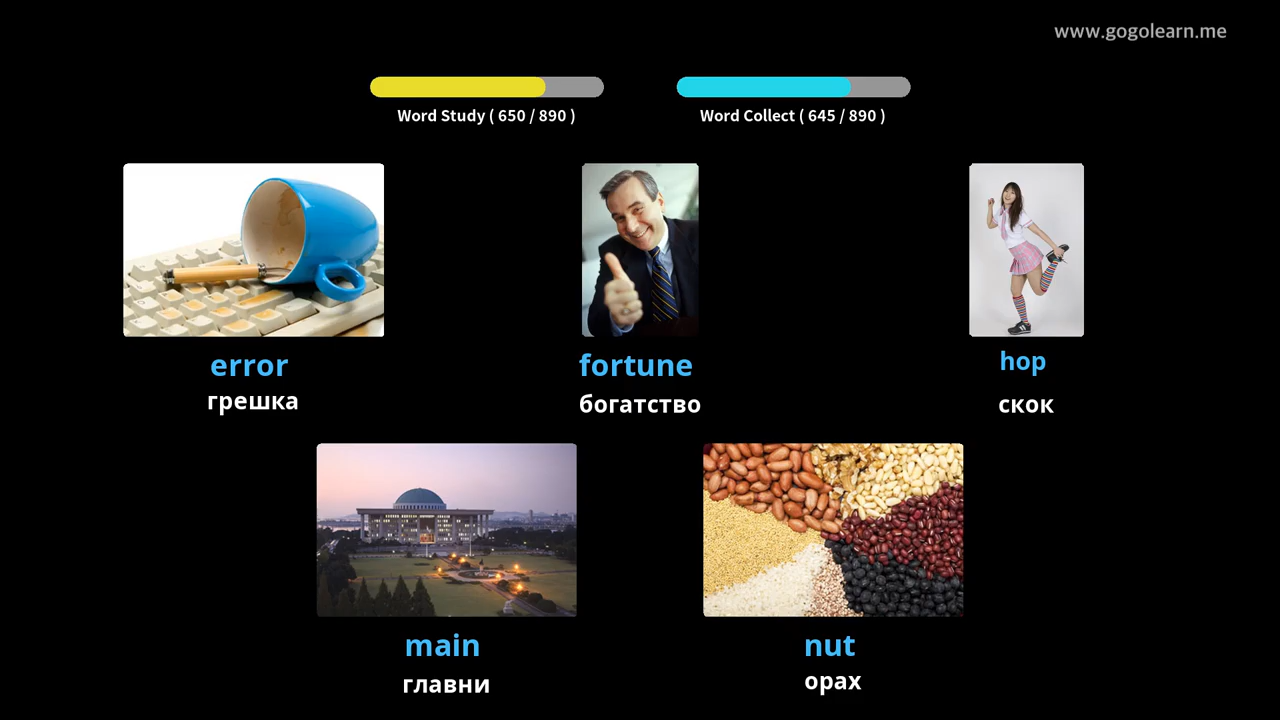 www.gogolearn.me
Word Study ( 650 / 890 )
Word Collect ( 645 / 890 )
error
грешка
fortune
богатство
hop
скок
main
главни
nut
орах